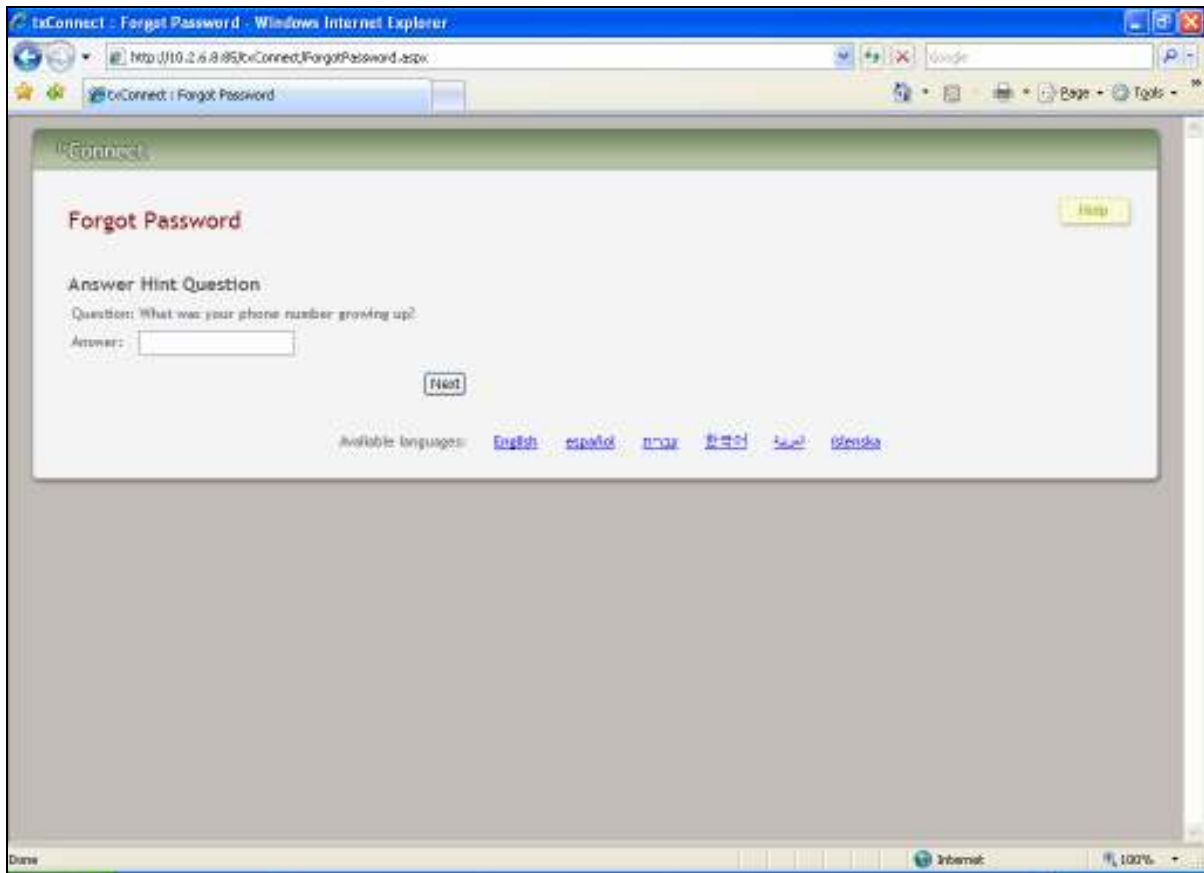 txConnect : Forgot Password - Windows Internet Explorer
http://10.2.6.8:85/txConnect/ForgotPassword.aspx
Google
txConnect : Forgot Password
Page
Tools
txConnect
Forgot Password
Help
Answer Hint Question
Question: What was your phone number growing up?
Answer:
Next
Available languages: English español עברית 한국어 العربية íslenska
Done
Internet
100%